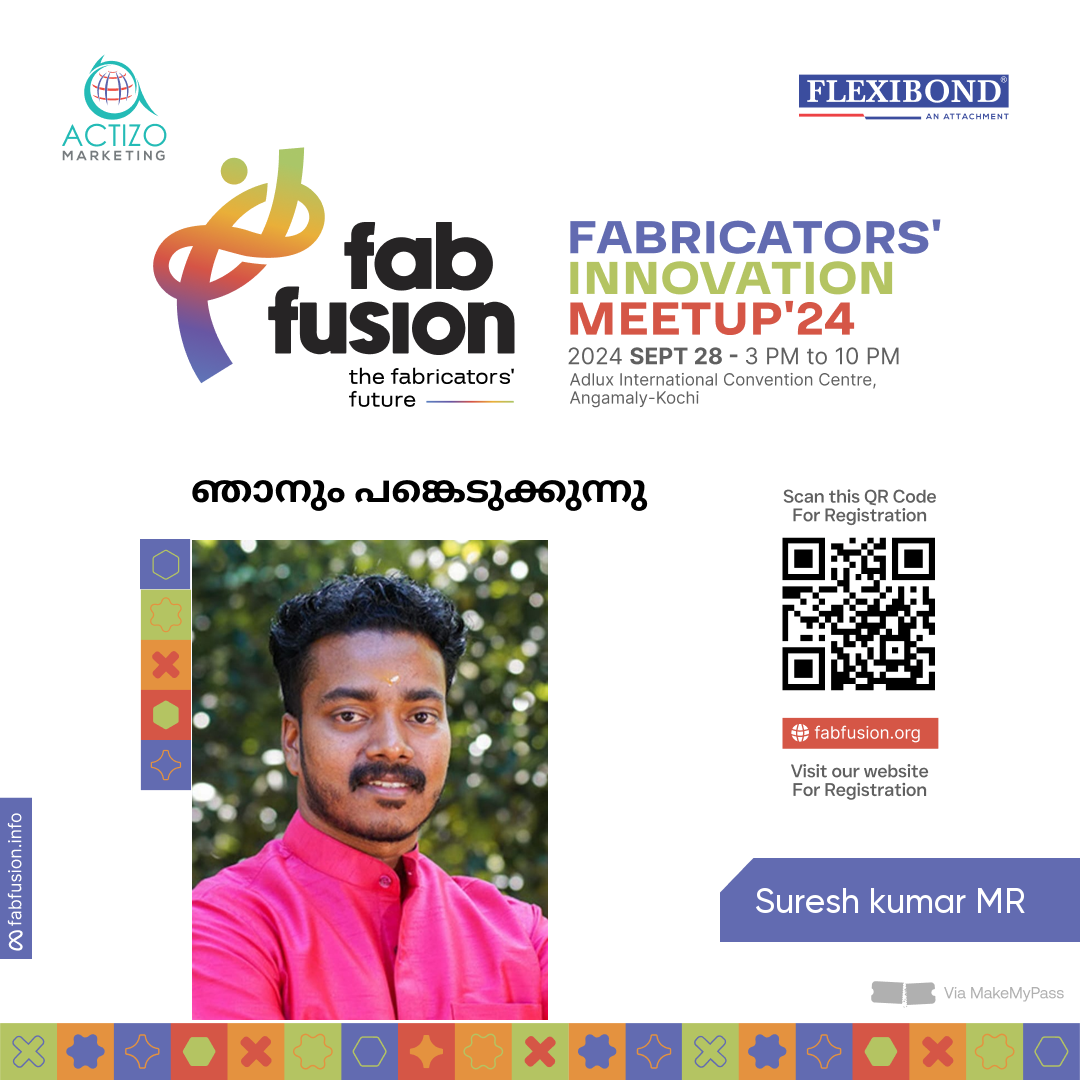 ACTIZO
MARKETING
FLEXIBOND®
AN ATTACHMENT
fab
fusion
the fabricators'
future
FABRICATORS'
INNOVATION
MEETUP'24
2024 SEPT 28 - 3 PM to 10 PM
Adlux International Convention Centre,
Angamaly-Kochi
ഞാനും പങ്കെടുക്കുന്നു
Scan this QR Code
For Registration
fabfusion.org
Visit our website
For Registration
fabfusion.info
Suresh kumar MR
Via MakeMyPass